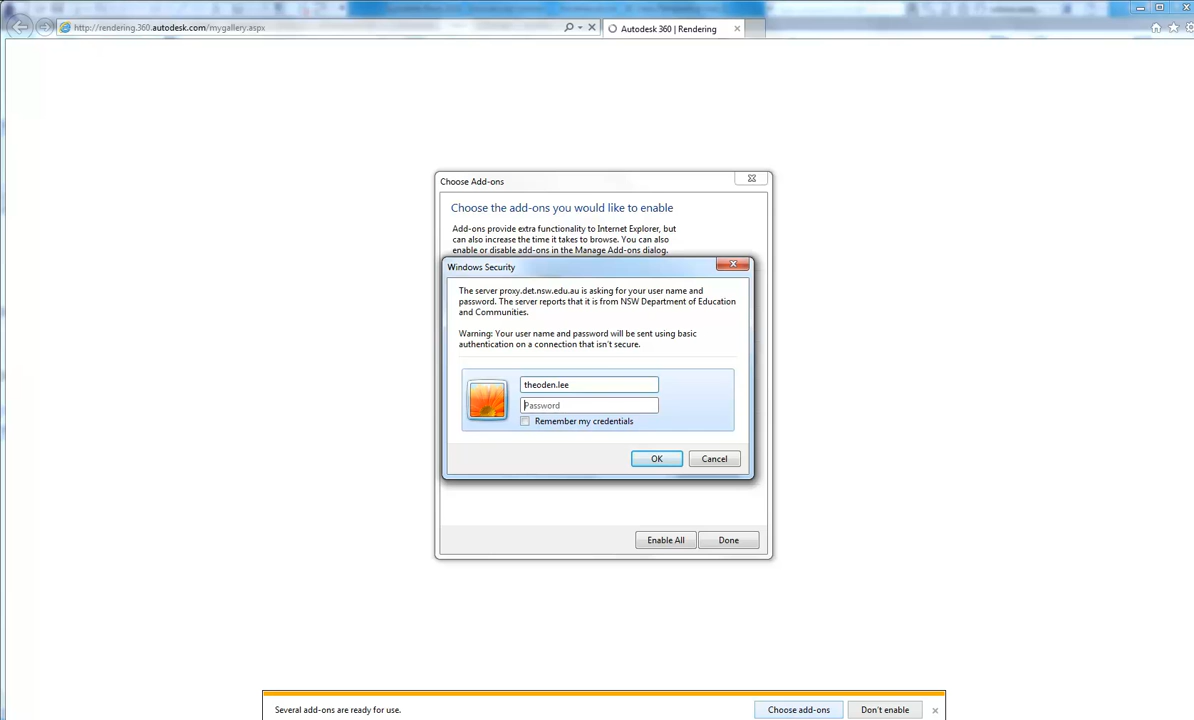 http://rendering.360.autodesk.com/mygallery.aspx
Autodesk 360 | Rendering
Choose Add-ons
Choose the add-ons you would like to enable
Add-ons provide extra functionality to Internet Explorer, but
can also increase the time it takes to browse. You can also
enable or disable add-ons in the Manage Add-ons dialog.
Windows Security
The server proxy.det.nsw.edu.au is asking for your user name and
password. The server reports that it is from NSW Department of Education
and Communities.
Warning: Your user name and password will be sent using basic
authentication on a connection that isn't secure.
theoden.lee
Password
Remember my credentials
OK Cancel
Enable All Done
Several add-ons are ready for use. Choose add-ons Don't enable